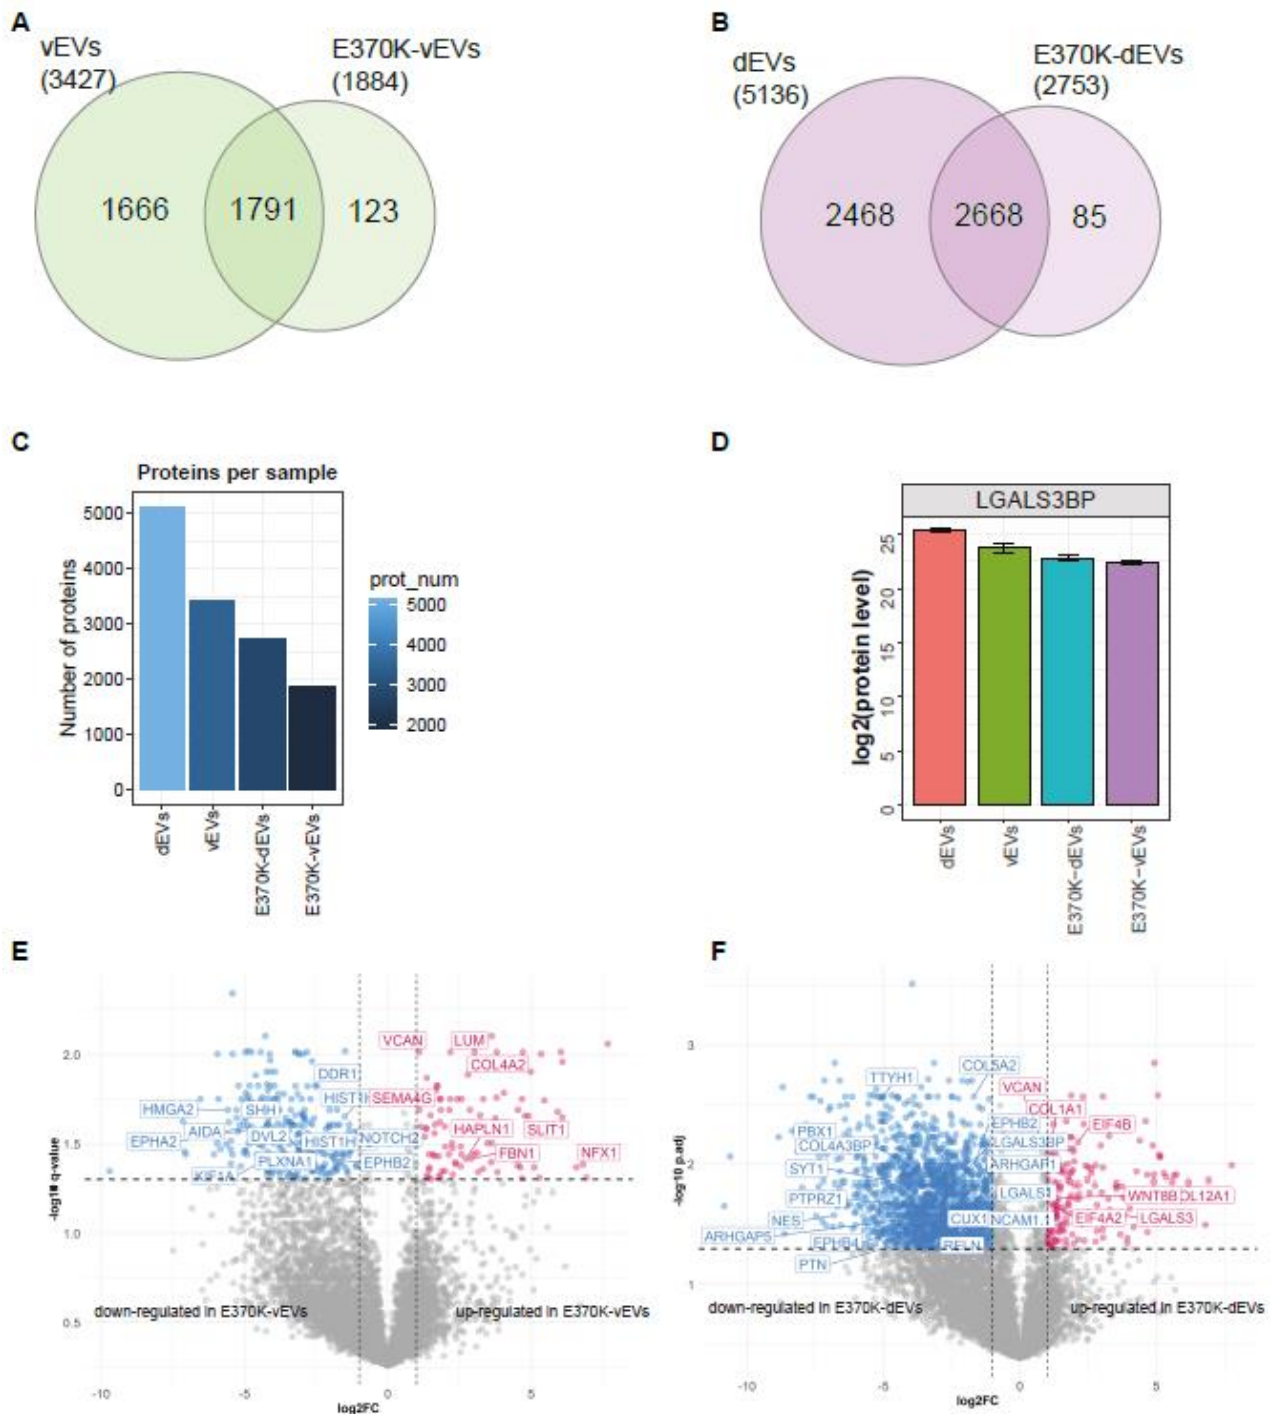 A
vEVs
(3427)
E370K-vEVs
(1884)
1666
1791
123
B
dEVs
(5136)
E370K-dEVs
(2753)
2468
2668
85
C
Proteins per sample
Number of proteins
5000
4000
3000
2000
1000
0
dEVs
vEVs
E370K-dEVs
E370K-vEVs
prot_num
5000
4000
3000
2000
D
LGALS3BP
log2(protein level)
25
20
15
10
5
0
dEVs
vEVs
E370K-dEVs
E370K-vEVs
E
-log10 q-value
2.0
1.5
1.0
0.5
VCAN
LUM
COL4A2
DDR1
HIST1H
SEMA4G
HMGA2
SHH
AIDA
EPHA2
DVL2
HIST1H
NOTCH2
HAPLN1
SLIT1
PLXNA1
EPHB2
FBN1
NFX1
KIF1A
down-regulated in E370K-vEVs
up-regulated in E370K-vEVs
-10
-5
0
5
log2FC
F
-log10 p.adj
3
2
1
TTYH1
COL5A2
VCAN
COL1A1
PBX1
EPHB2
EIF4B
COL4A3BP
LGALS3BP
SYT1
ARHGAP1
PTPRZ1
LGALS1
WNT8B
OL12A1
NES
CUX1
NCAM1.1
EIF4A2
LGALS3
ARHGAP5
EPHB4
RELN
PTN
down-regulated in E370K-dEVs
up-regulated in E370K-dEVs
-10
-5
0
5
log2FC